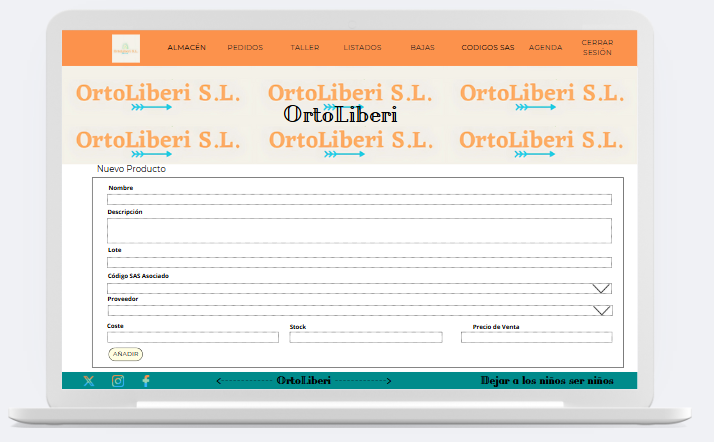 ALMACÉN PEDIDOS TALLER LISTADOS BAJAS CODIGOS SAS AGENDA CERRAR SESIÓN
OrtoLiberi S.L. OrtoLiberi S.L. OrtoLiberi S.L.
OrtoLiberi
OrtoLiberi S.L. OrtoLiberi S.L. OrtoLiberi S.L.
Nuevo Producto
Nombre
Descripción
Lote
Código SAS Asociado
Proveedor
Coste Stock Precio de Venta
AÑADIR
OrtoLiberi Dejar a los niños ser niños